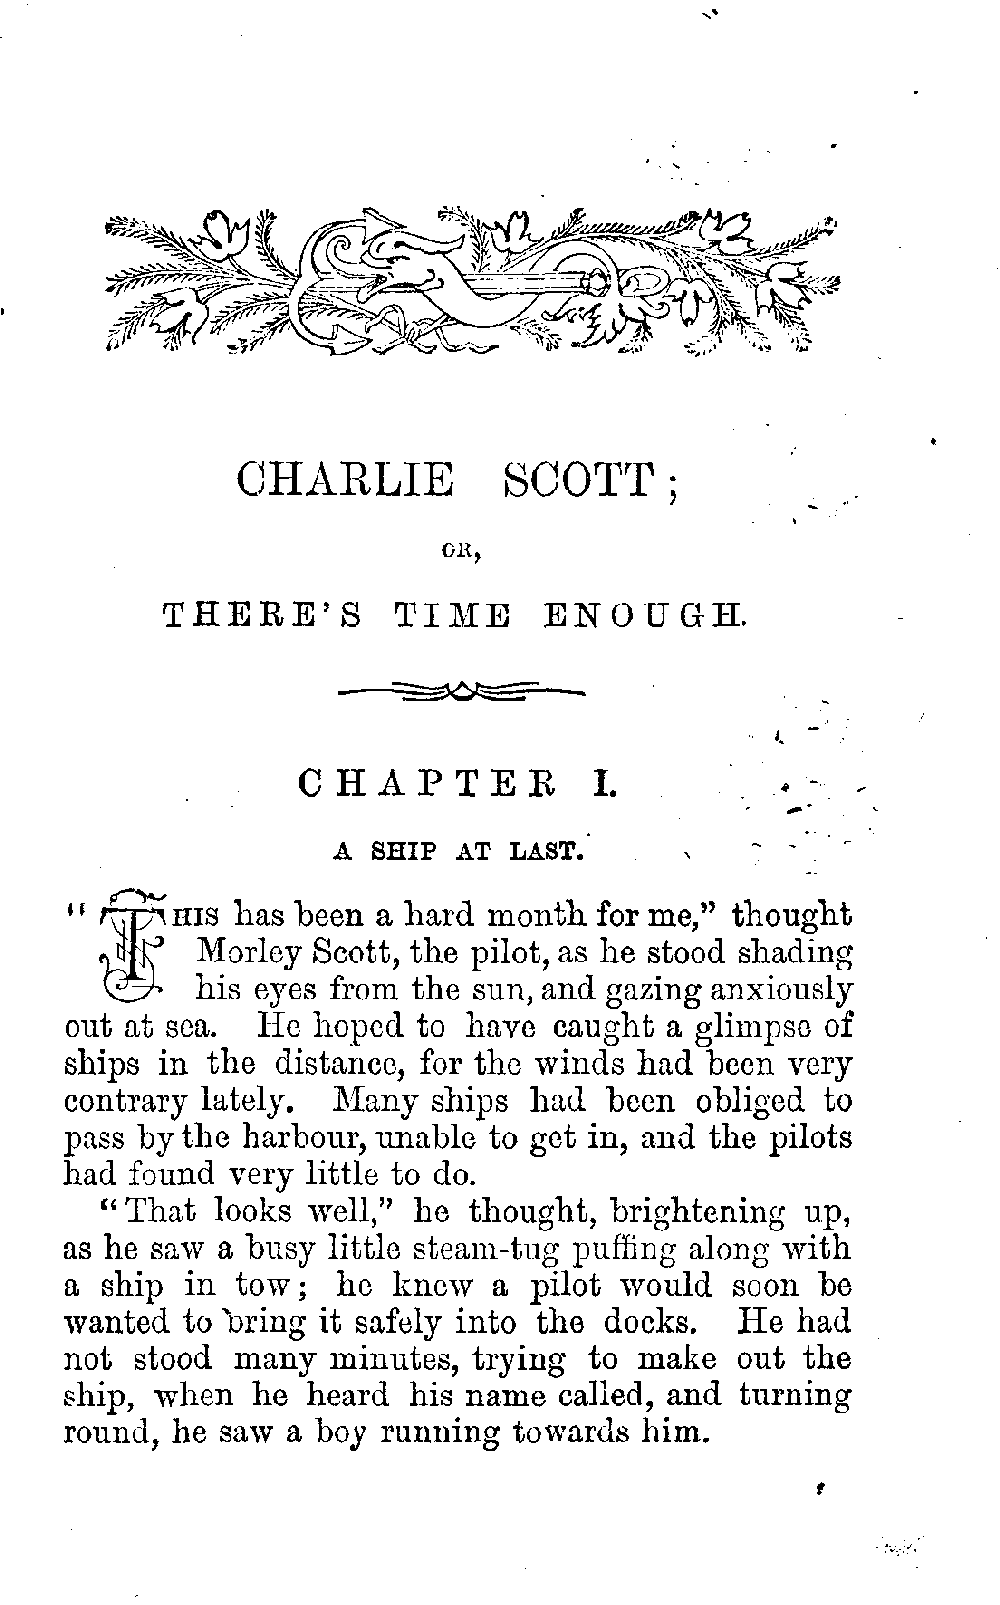 CHARLIE SCOTT;
OR,
THERE'S TIME ENOUGH.
CHAPTER I.
A SHIP AT LAST.
"THIS has been a hard month for me," thought
Morley Scott, the pilot, as he stood shading
his eyes from the sun, and gazing anxiously
out at sea. He hoped to have caught a glimpse of
ships in the distance, for the winds had been very
contrary lately. Many ships had been obliged to
pass by the harbour, unable to get in, and the pilots
had found very little to do.
"That looks well," he thought, brightening up,
as he saw a busy little steam-tug puffing along with
a ship in tow; he knew a pilot would soon be
wanted to bring it safely into the docks. He had
not stood many minutes, trying to make out the
ship, when he heard his name called, and turning
round, he saw a boy running towards him.